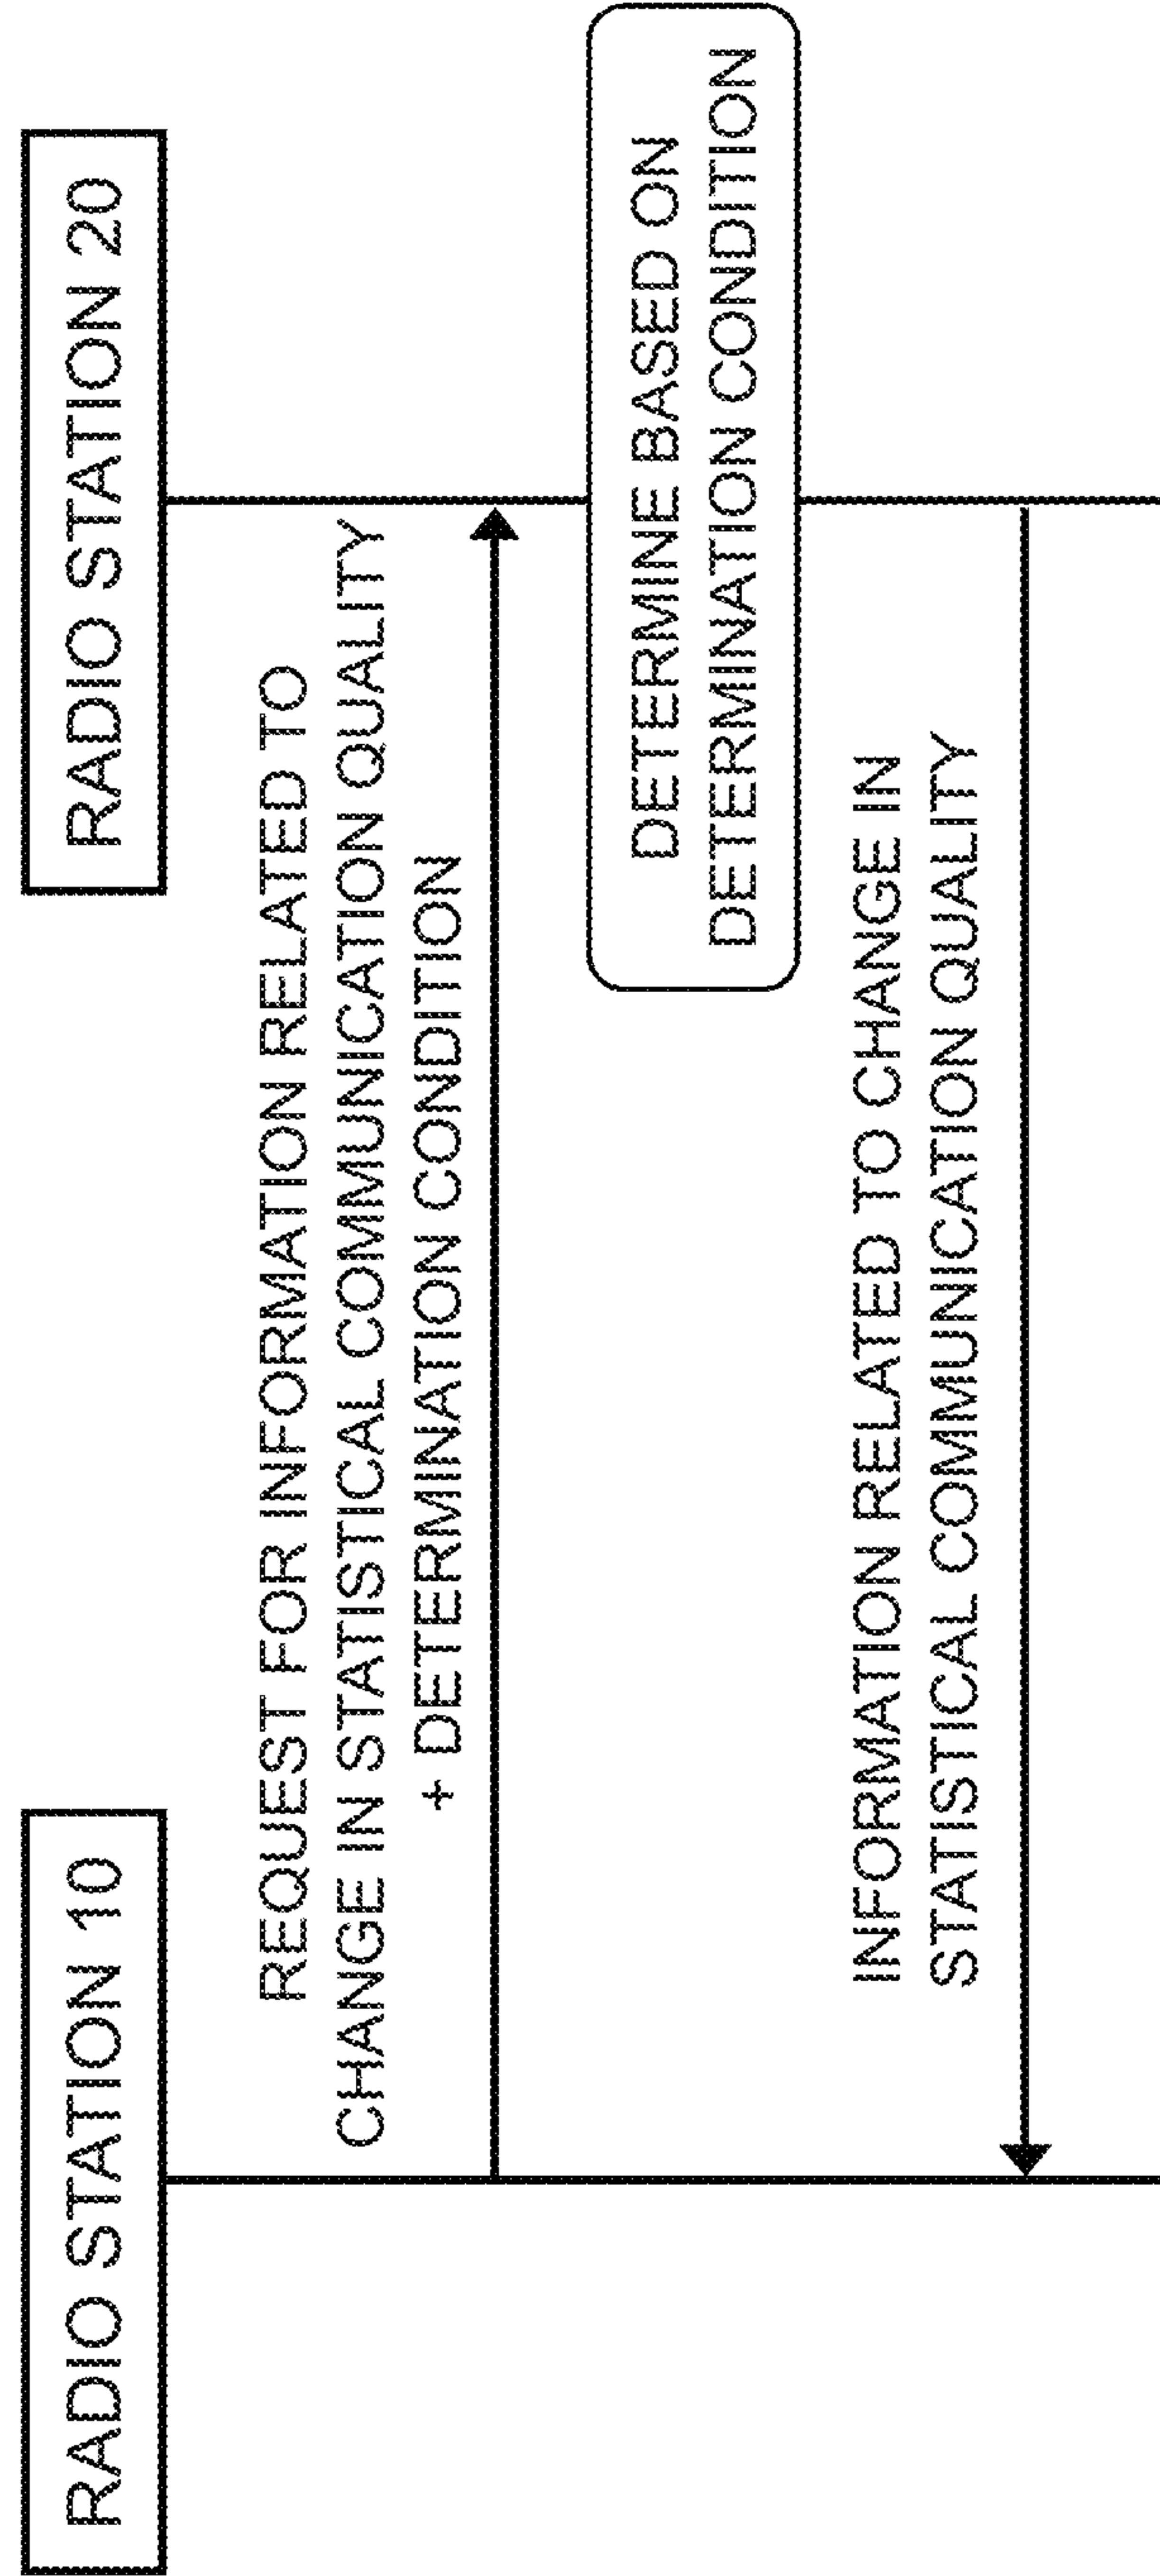 RADIO STATION 10
RADIO STATION 20
REQUEST FOR INFORMATION RELATED TO
CHANGE IN STATISTICAL COMMUNICATION QUALITY
+ DETERMINATION CONDITION
DETERMINE BASED ON
DETERMINATION CONDITION
INFORMATION RELATED TO CHANGE IN
STATISTICAL COMMUNICATION QUALITY